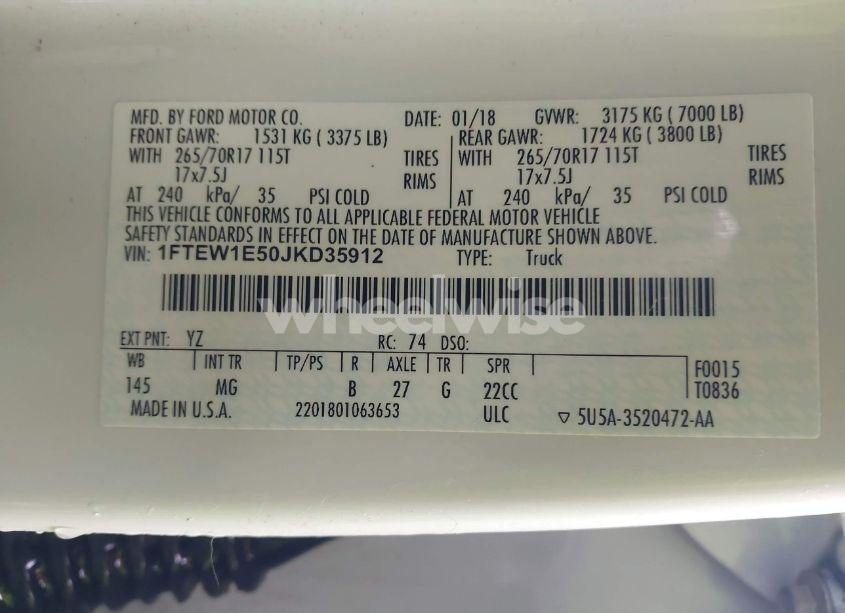 MFD. BY FORD MOTOR CO. DATE: 01/18 GVWR: 3175 KG ( 7000 LB)
FRONT GAWR: 1531 KG ( 3375 LB) REAR GAWR: 1724 KG ( 3800 LB)
WITH 265/70R17 115T TIRES WITH 265/70R17 115T TIRES
17x7.5J RIMS 17x7.5J RIMS
AT 240 kPa/ 35 PSI COLD AT 240 kPa/ 35 PSI COLD
THIS VEHICLE CONFORMS TO ALL APPLICABLE FEDERAL MOTOR VEHICLE
SAFETY STANDARDS IN EFFECT ON THE DATE OF MANUFACTURE SHOWN ABOVE.
VIN: 1FTEW1E50JKD35912 TYPE: Truck
wheelwise
EXT PNT: YZ RC: 74 DSO:
WB INT TR TP/PS R AXLE TR SPR F0015
145 MG B 27 G 22CC T0836
MADE IN U.S.A. 2201801063653 ULC ▽ 5U5A-3520472-AA